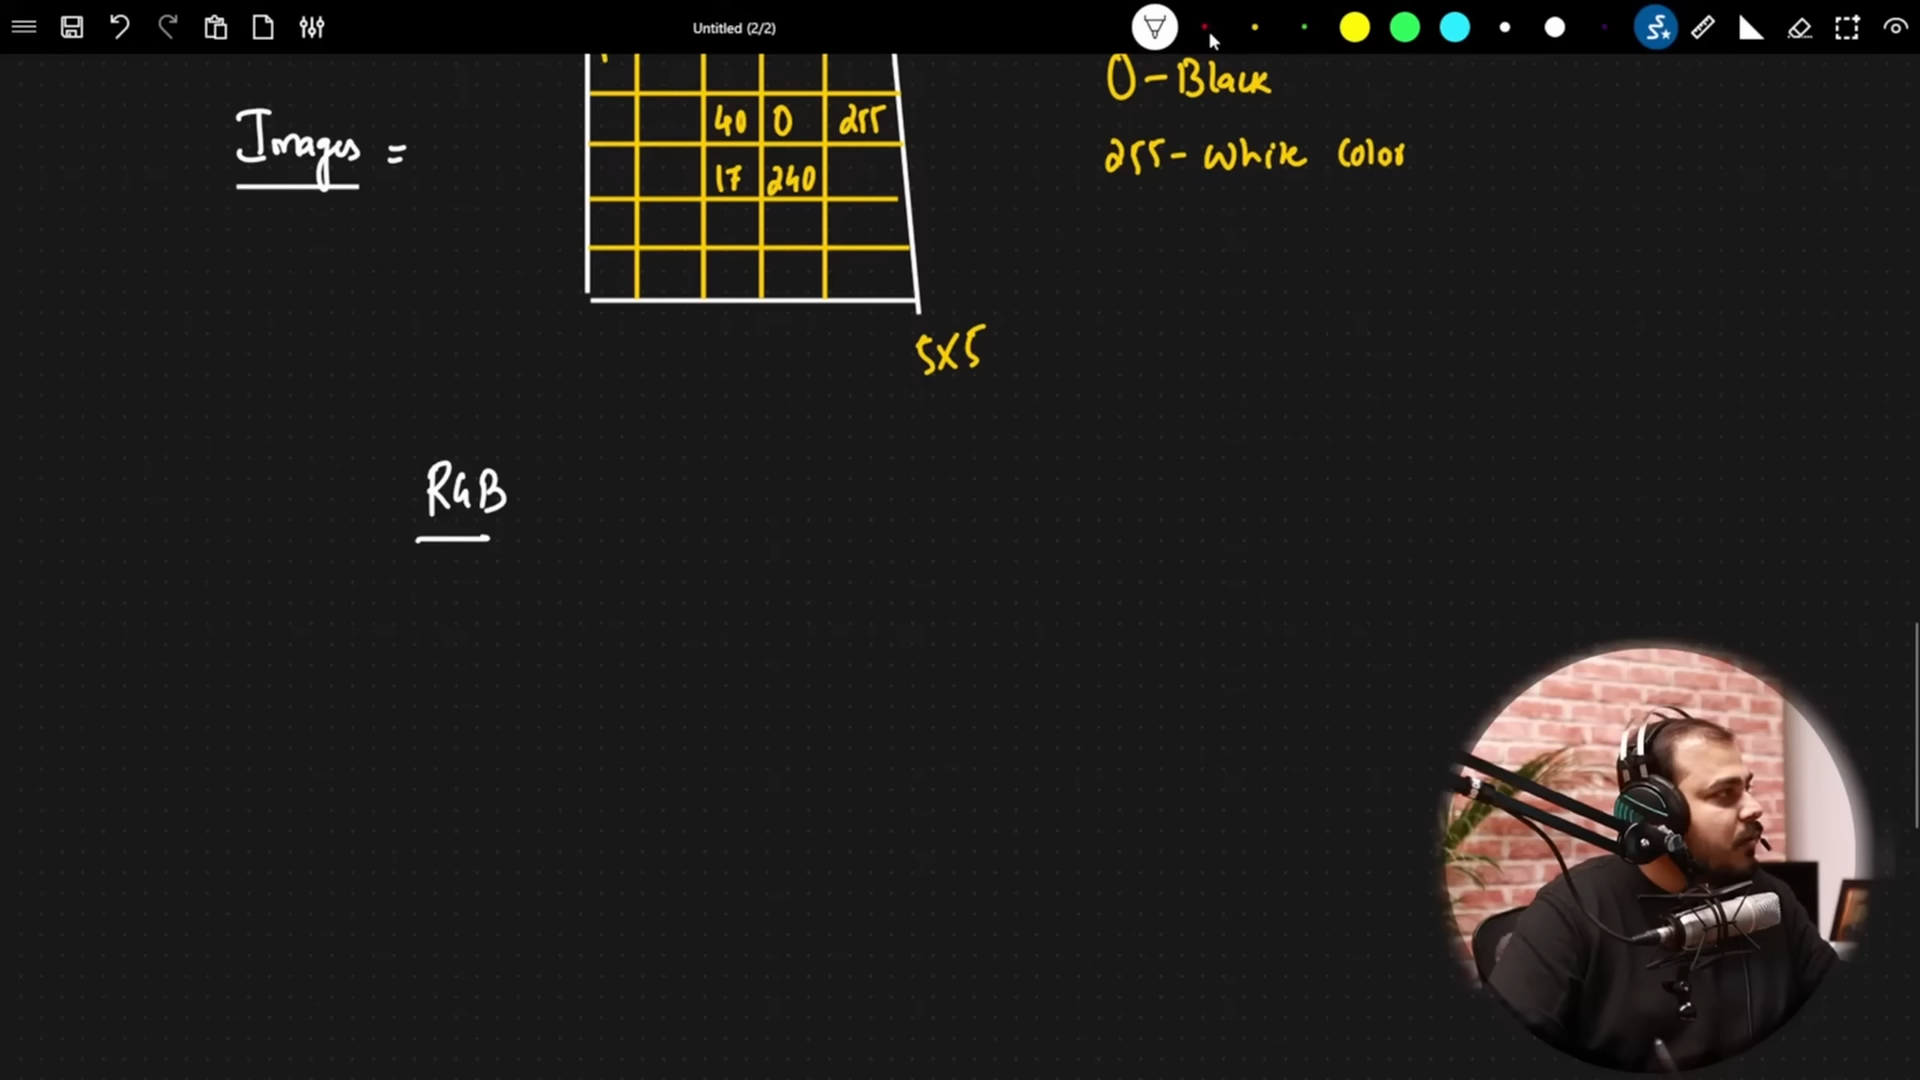 Untitled (2/2)
0 - Black
Images =
40 0 255
255 - White Color
17 240
5X5
RGB